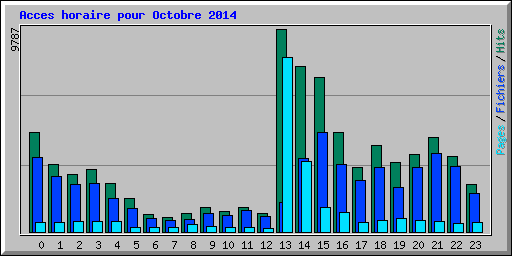 Acces horaire pour Octobre 2014
9787
Pages / Fichiers / Hits
0 1 2 3 4 5 6 7 8 9 10 11 12 13 14 15 16 17 18 19 20 21 22 23